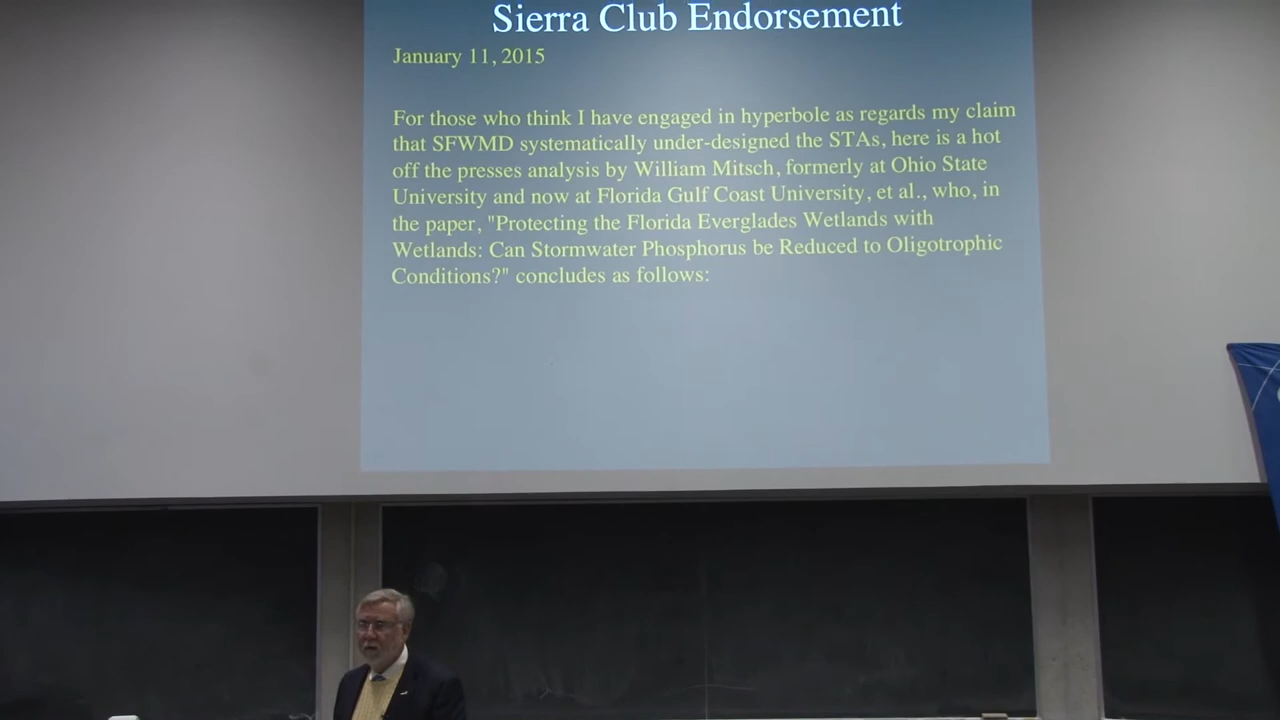 Sierra Club Endorsement
January 11, 2015
For those who think I have engaged in hyperbole as regards my claim
that SFWMD systematically under-designed the STAs, here is a hot
off the presses analysis by William Mitsch, formerly at Ohio State
University and now at Florida Gulf Coast University, et al., who, in
the paper, "Protecting the Florida Everglades Wetlands with
Wetlands: Can Stormwater Phosphorus be Reduced to Oligotrophic
Conditions?" concludes as follows: